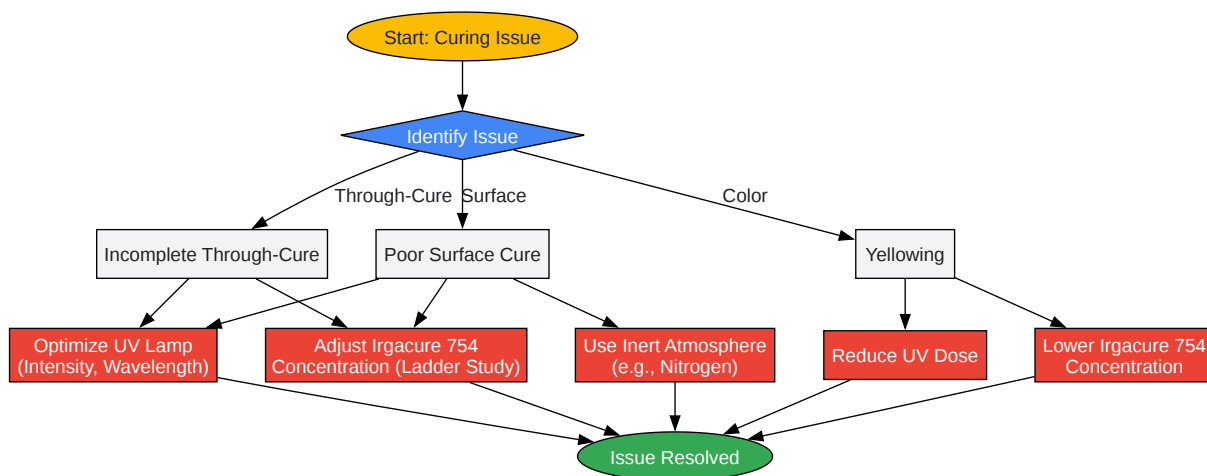 Start: Curing Issue
Identify Issue
Through-Cure
Surface
Color
Incomplete Through-Cure
Poor Surface Cure
Yellowing
Optimize UV Lamp
(Intensity, Wavelength)
Adjust Irgacure 754
Concentration (Ladder Study)
Use Inert Atmosphere
(e.g., Nitrogen)
Reduce UV Dose
Lower Irgacure 754
Concentration
Issue Resolved